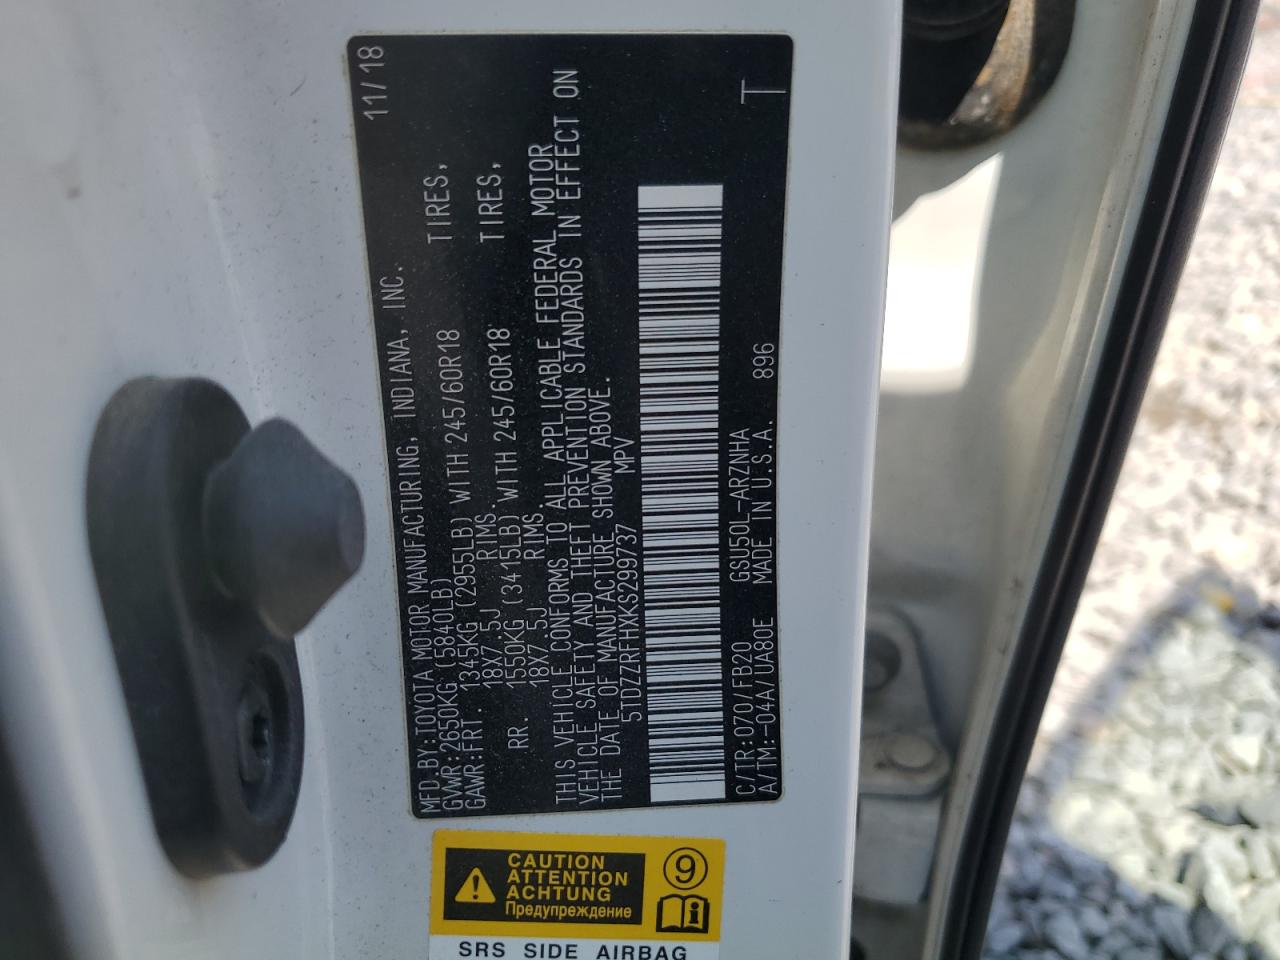 MFD.BY:TOYOTA MOTOR MANUFACTURING, INDIANA, INC. 11/18
GVWR:2650KG (5840LB)
GAWR:FRT. 1345KG (2955LB) WITH 245/60R18 TIRES,
18X7.5J RIMS.
RR. 1550KG (3415LB) WITH 245/60R18 TIRES,
18X7.5J RIMS.
THIS VEHICLE CONFORMS TO ALL APPLICABLE FEDERAL MOTOR
VEHICLE SAFETY AND THEFT PREVENTION STANDARDS IN EFFECT ON
THE DATE OF MANUFACTURE SHOWN ABOVE.
5TDZZRFHXKS299737 MPV
C/TR:070/FB20 GSU50L-ARZNHA T
A/TM:-04A/UA80E MADE IN U.S.A. 896
CAUTION
ATTENTION
ACHTUNG
Предупреждение
9
SRS SIDE AIRBAG